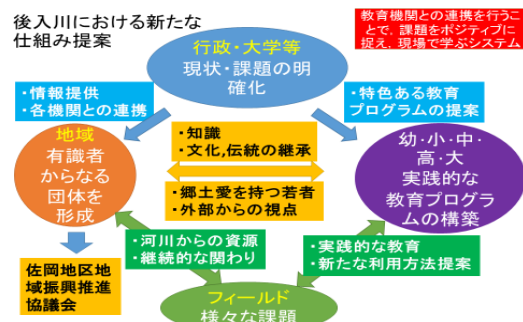 後入川における新たな
仕組み提案
教育機関との連携を行うこ
とで,課題をポジティブに
捉え,現場で学ぶシステム
行政・大学等
現状・課題の明
確化
・情報提供
・各機関との連携
・特色ある教育
プログラムの提案
地域
有識者
からなる
団体を
形成
・知識
・文化,伝統の継承
・郷土愛を持つ若者
・外部からの視点
幼・小・中・
高・大
実践的な
教育プログラ
ムの構築
・河川からの資源
・継続的な関わり
・実践的な教育
・新たな利用方法提案
佐岡地区地
域振興推進
協議会
フィールド
様々な課題